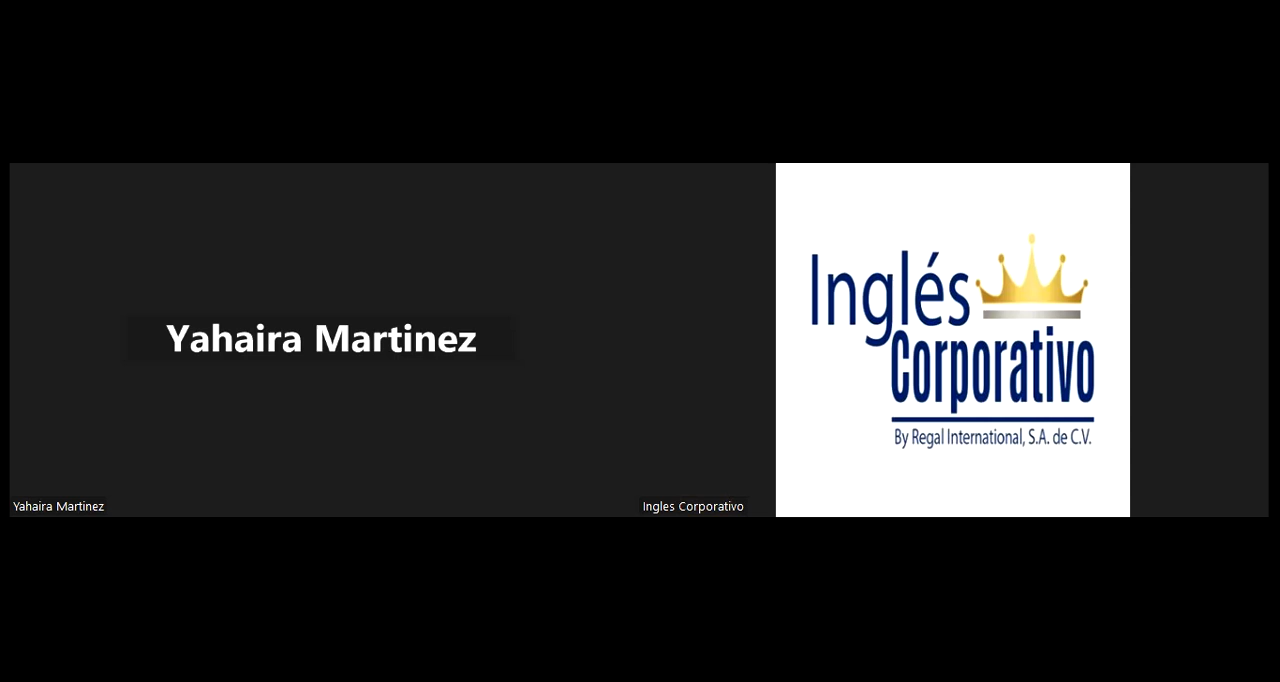 Yahaira Martinez
Yahaira Martinez
Ingles Corporativo
Inglés
Corporativo
By Regal International, S.A. de C.V.